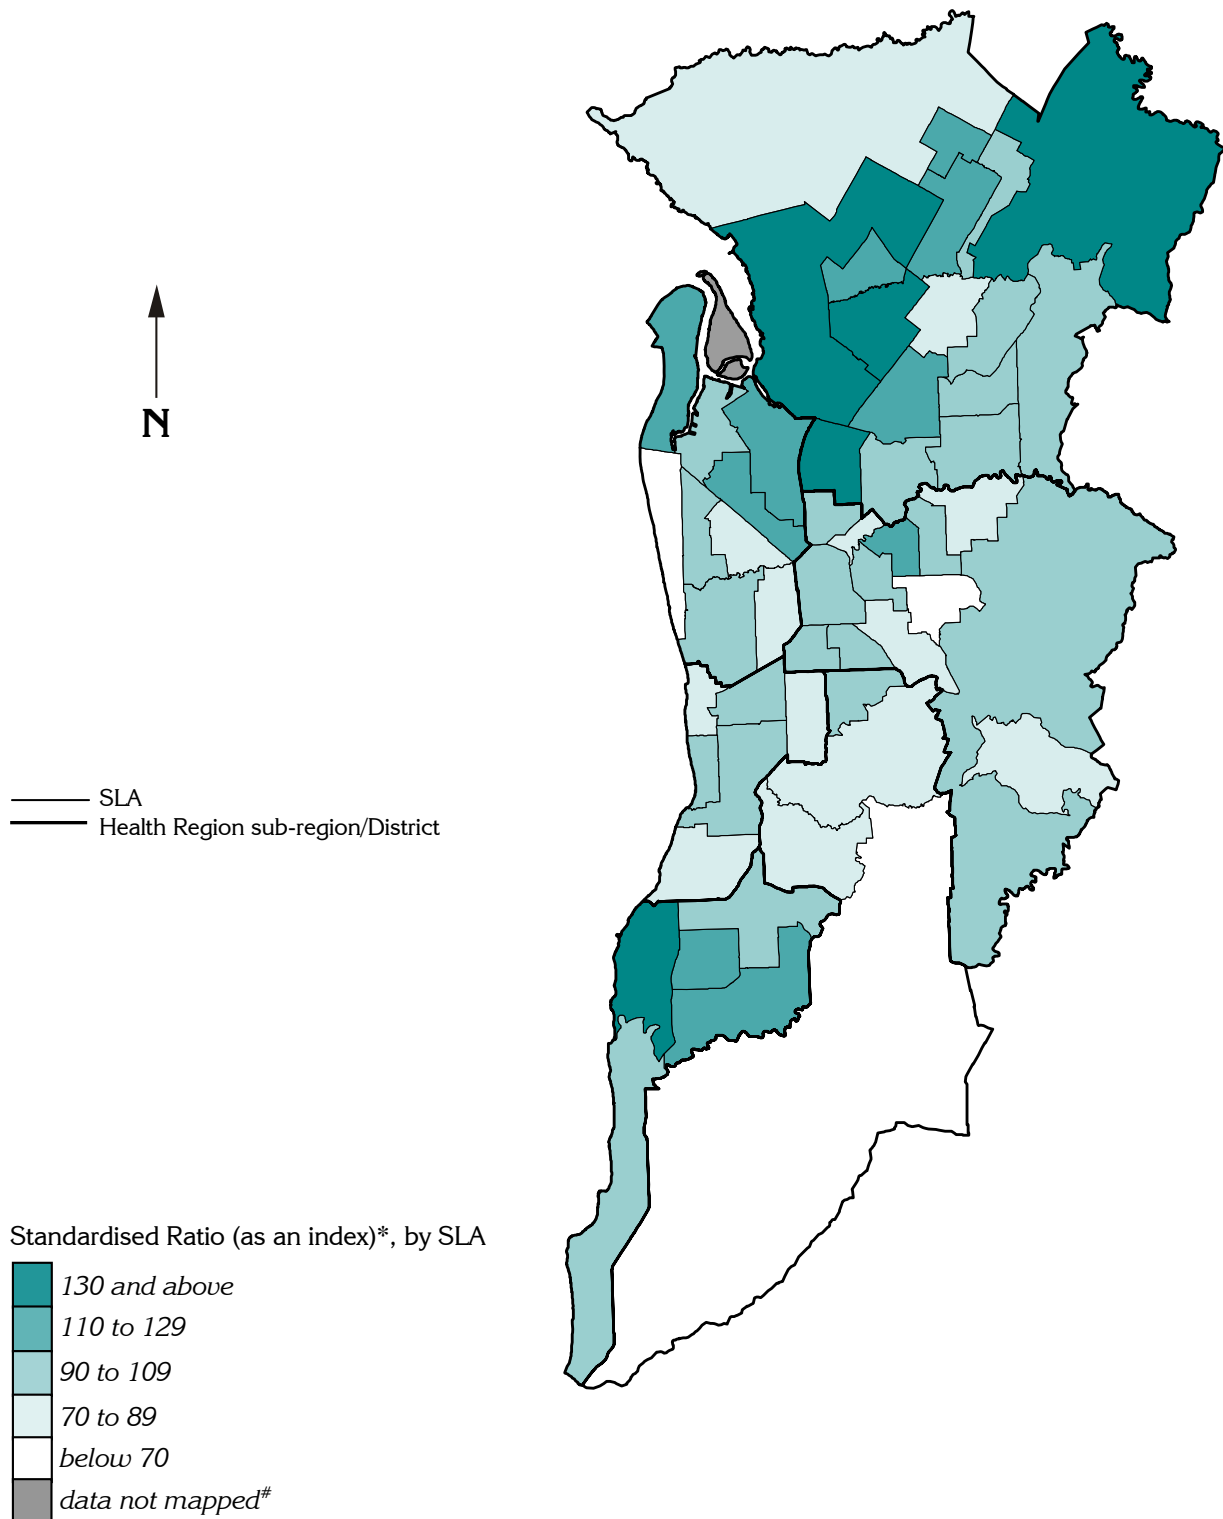 N
SLA
Health Region sub-region/District
Standardised Ratio (as an index)*, by SLA
130 and above
110 to 129
90 to 109
70 to 89
below 70
data not mapped#